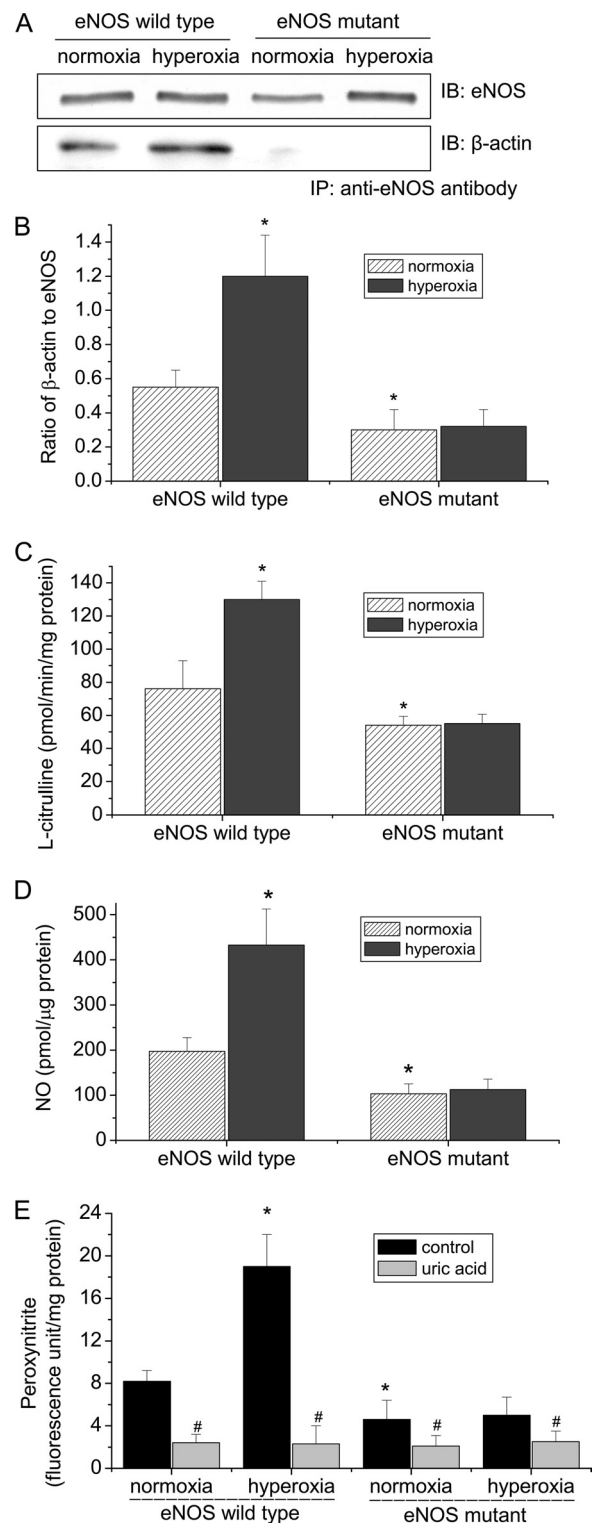 A
eNOS wild type eNOS mutant
normoxia hyperoxia normoxia hyperoxia
IB: eNOS
IB: β-actin
IP: anti-eNOS antibody
B
Ratio of β-actin to eNOS
1.4
1.2
1.0
0.8
0.6
0.4
0.2
0.0
*
*
normoxia
hyperoxia
eNOS wild type eNOS mutant
C
L-citrulline (pmol/min/mg protein)
140
120
100
80
60
40
20
0
*
*
normoxia
hyperoxia
eNOS wild type eNOS mutant
D
NO (pmol/μg protein)
500
400
300
200
100
0
*
*
normoxia
hyperoxia
eNOS wild type eNOS mutant
E
Peroxynitrite
(fluorescence unit/mg protein)
24
20
16
12
8
4
0
*
*
# # # #
control
uric acid
normoxia hyperoxia normoxia hyperoxia
eNOS wild type eNOS mutant